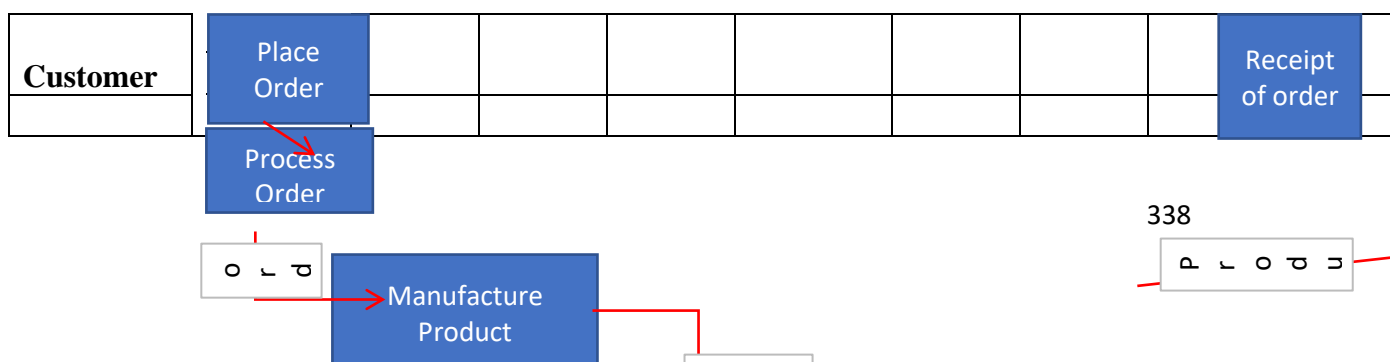 Place
Order
Customer
Receipt
of order
Process
Order
338
o r d
P r o d u
Manufacture
Product